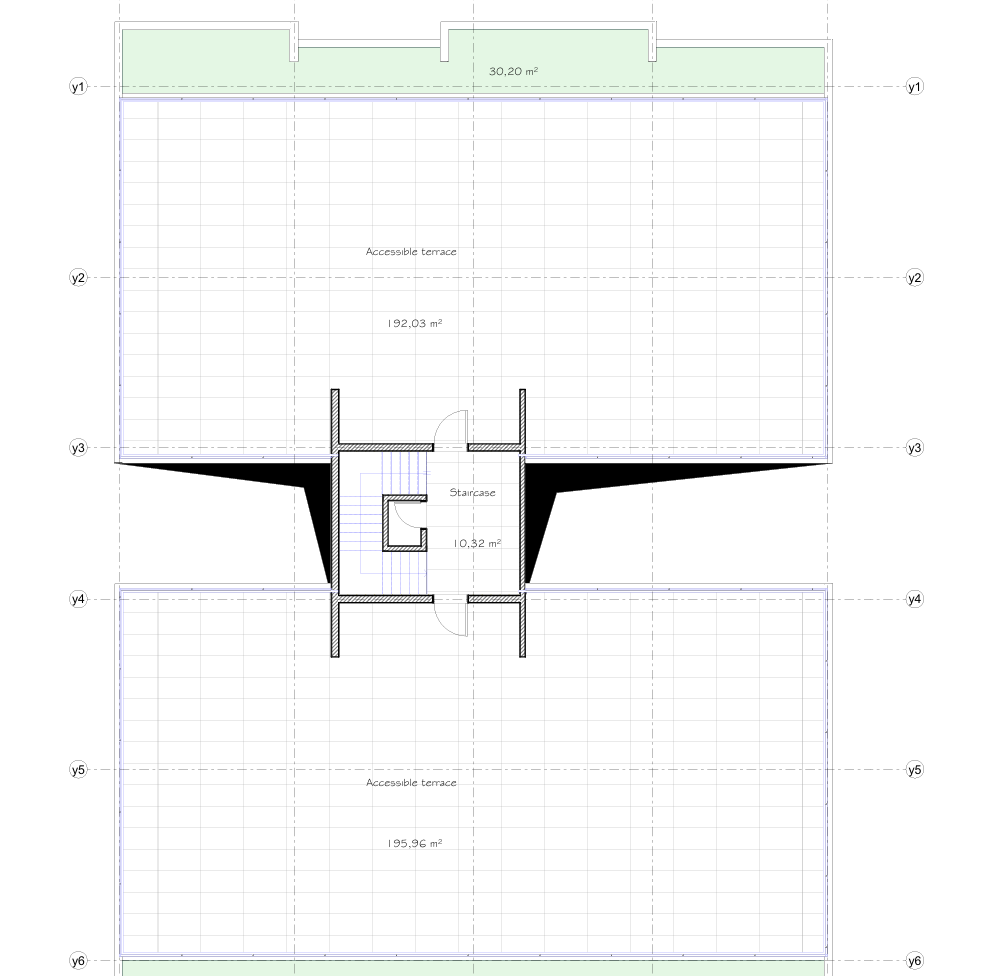 30,20 m²
y1 y1
Accessible terrace
y2 y2
192,03 m²
y3 y3
Staircase
10,32 m²
y4 y4
y5 y5
Accessible terrace
195,96 m²
y6 y6